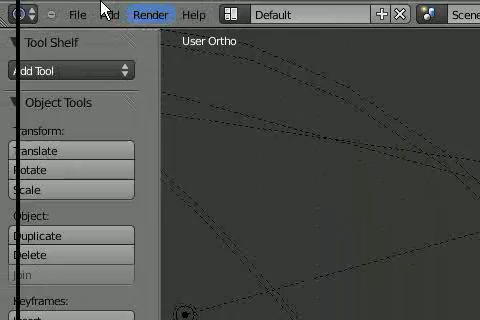 File Add Render Help Default Scene
User Ortho
Tool Shelf
Add Tool
Object Tools
Transform:
Translate
Rotate
Scale
Object:
Duplicate
Delete
Join
Keyframes:
Insert